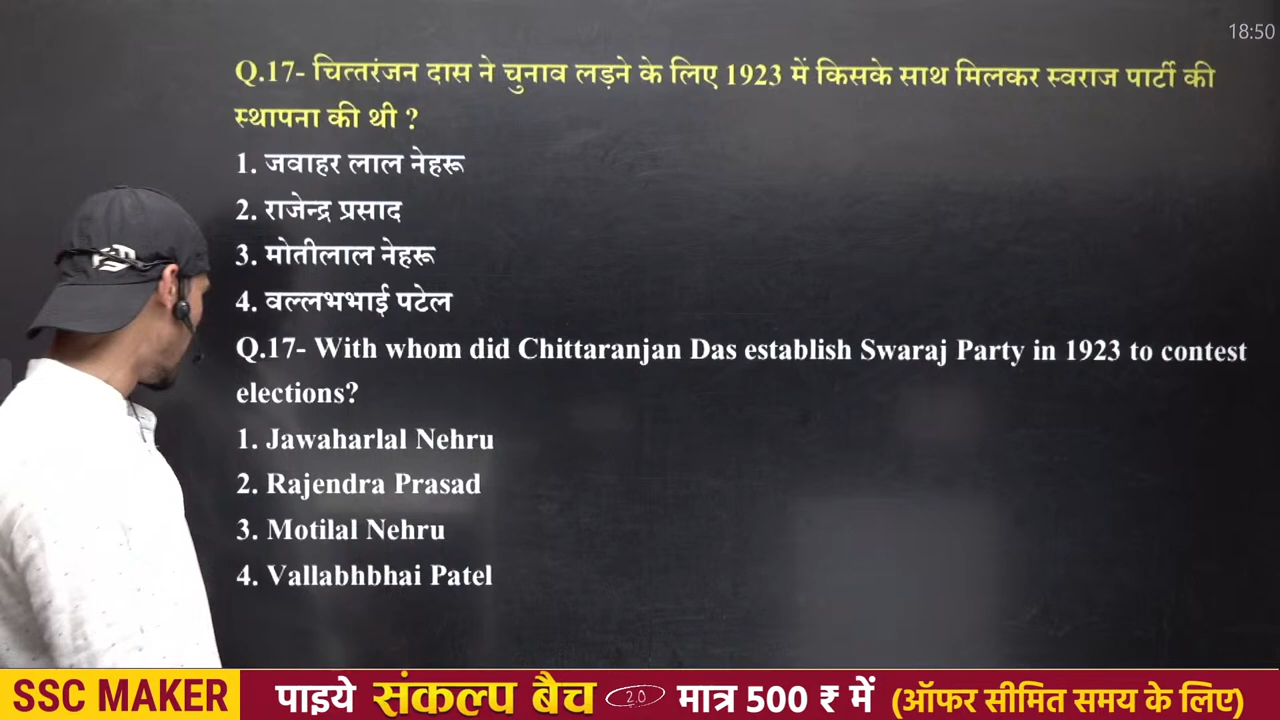 18:50
Q.17- चित्तरंजन दास ने चुनाव लड़ने के लिए 1923 में किसके साथ मिलकर स्वराज पार्टी की
स्थापना की थी ?
1. जवाहर लाल नेहरू
2. राजेन्द्र प्रसाद
3. मोतीलाल नेहरू
4. वल्लभभाई पटेल
Q.17- With whom did Chittaranjan Das establish Swaraj Party in 1923 to contest
elections?
1. Jawaharlal Nehru
2. Rajendra Prasad
3. Motilal Nehru
4. Vallabhbhai Patel
SSC MAKER पाइये संकल्प बैच 2.0 मात्र 500 ₹ में (ऑफर सीमित समय के लिए)